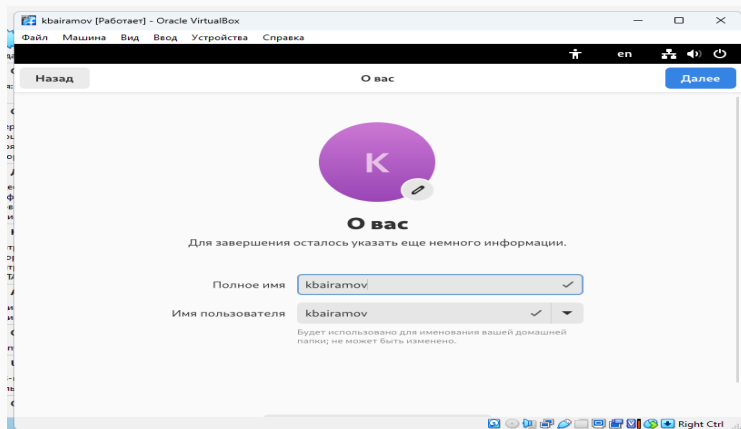 kbairamov [Работает] - Oracle VirtualBox
Файл Машина Вид Ввод Устройства Справка
en
Назад
О вас
Далее
К
О вас
Для завершения осталось указать еще немного информации.
Полное имя kbairamov
Имя пользователя kbairamov
Будет использовано для именования вашей домашней
папки; не может быть изменено.
Right Ctrl